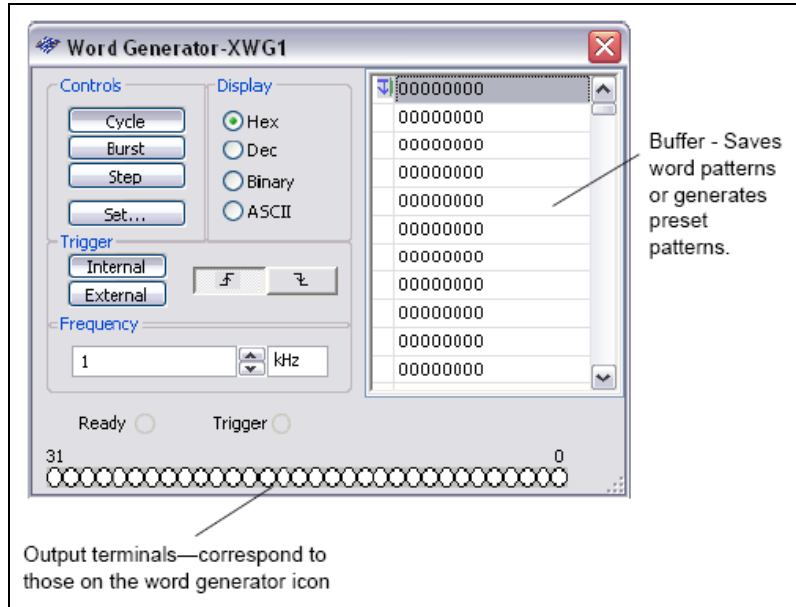 Word Generator-XWG1
Controls
Cycle
Burst
Step
Set...
Display
Hex
Dec
Binary
ASCII
Trigger
Internal
External
Frequency
1
kHz
Ready
Trigger
31
0
00000000
00000000
00000000
00000000
00000000
00000000
00000000
00000000
00000000
00000000
00000000
Buffer - Saves
word patterns
or generates
preset
patterns.
Output terminals—correspond to
those on the word generator icon